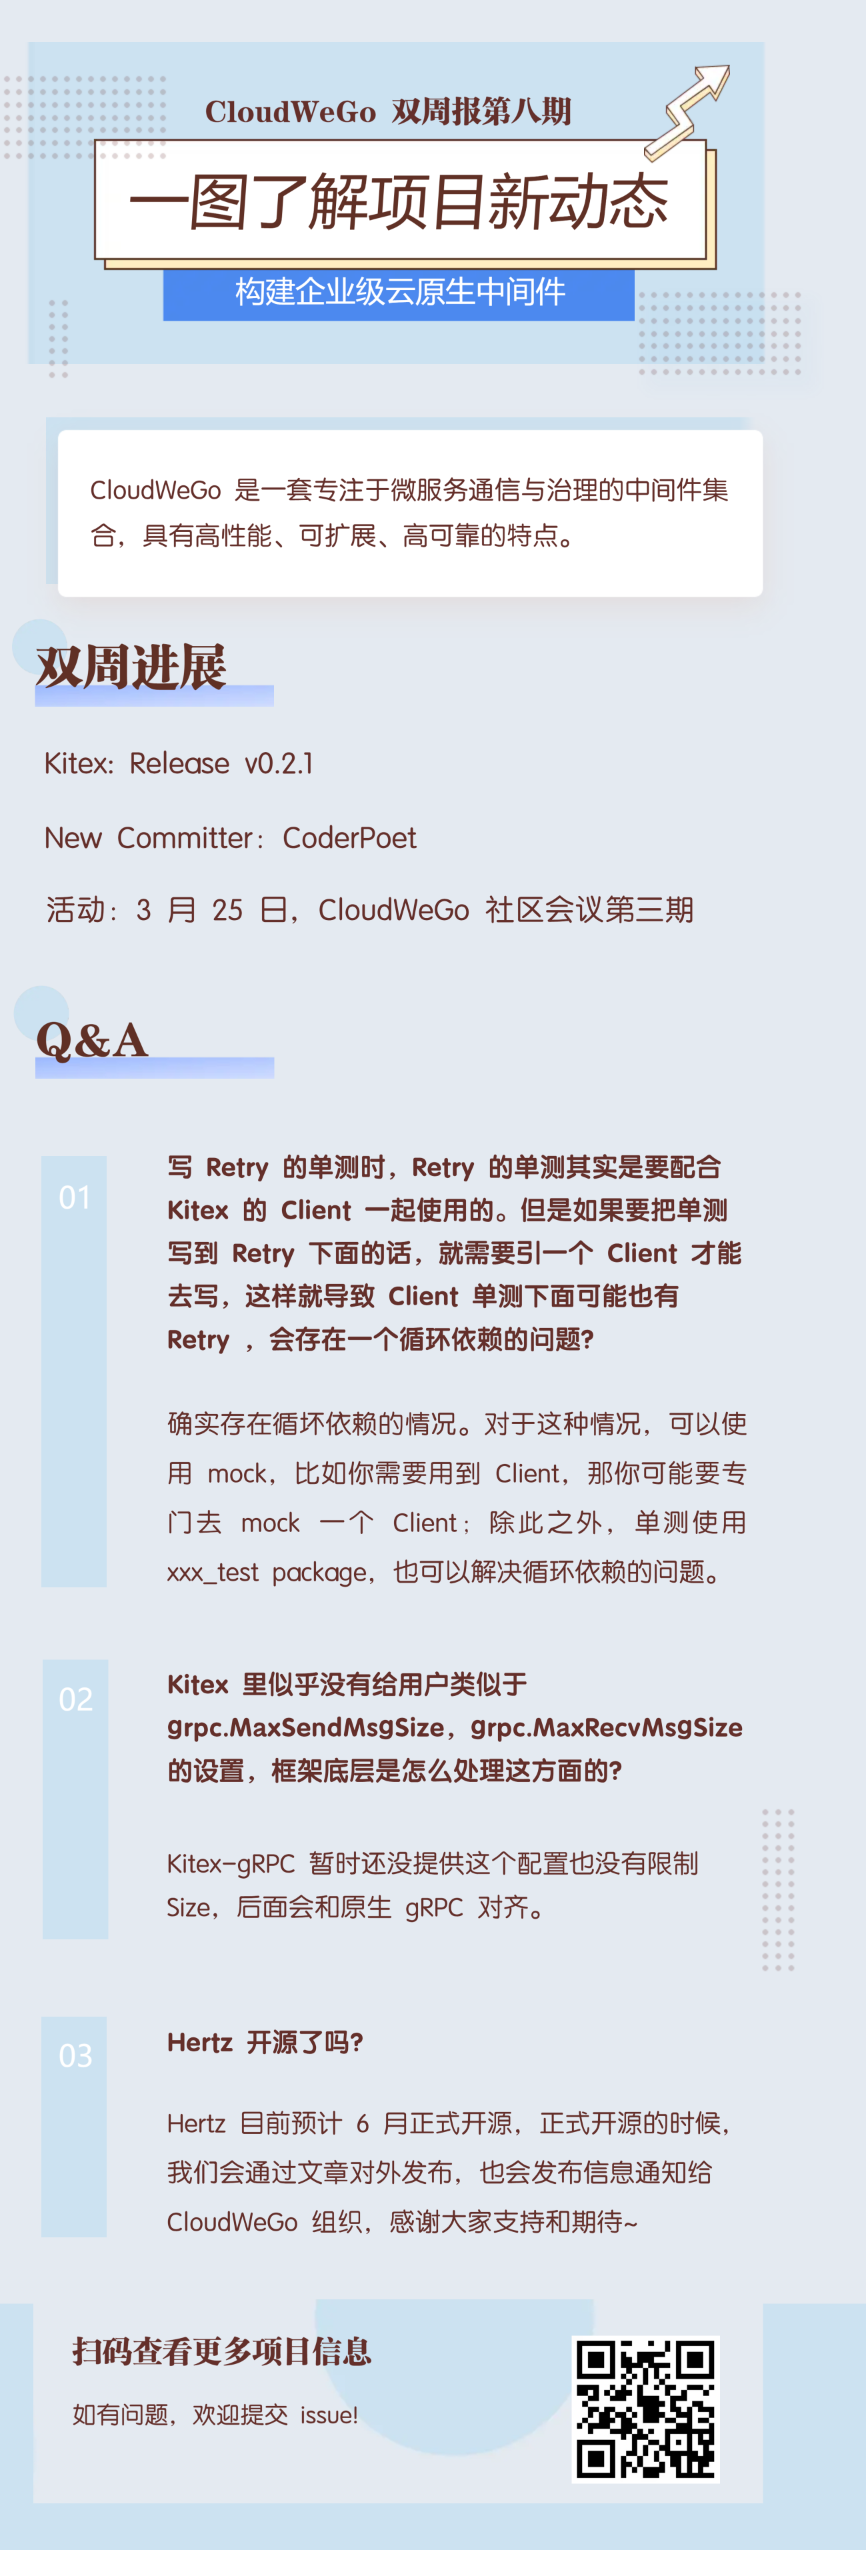 CloudWeGo 双周报第八期
一图了解项目新动态
构建企业级云原生中间件
CloudWeGo 是一套专注于微服务通信与治理的中间件集
合，具有高性能、可扩展、高可靠的特点。
双周进展
Kitex: Release v0.2.1
New Committer：CoderPoet
活动：3 月 25 日，CloudWeGo 社区会议第三期
Q&A
01
写 Retry 的单测时，Retry 的单测其实是要配合
Kitex 的 Client 一起使用的。但是如果要把单测
写到 Retry 下面的话，就需要引一个 Client 才能
去写，这样就导致 Client 单测下面可能也有
Retry ，会存在一个循环依赖的问题?
确实存在循坏依赖的情况。对于这种情况，可以使
用 mock，比如你需要用到 Client，那你可能要专
门去 mock 一个 Client；除此之外，单测使用
xxx_test package，也可以解决循环依赖的问题。
02
Kitex 里似乎没有给用户类似于
grpc.MaxSendMsgSize，grpc.MaxRecvMsgSize
的设置，框架底层是怎么处理这方面的?
Kitex-gRPC 暂时还没提供这个配置也没有限制
Size，后面会和原生 gRPC 对齐。
03
Hertz 开源了吗?
Hertz 目前预计 6 月正式开源，正式开源的时候，
我们会通过文章对外发布，也会发布信息通知给
CloudWeGo 组织，感谢大家支持和期待~
扫码查看更多项目信息
如有问题，欢迎提交 issue!